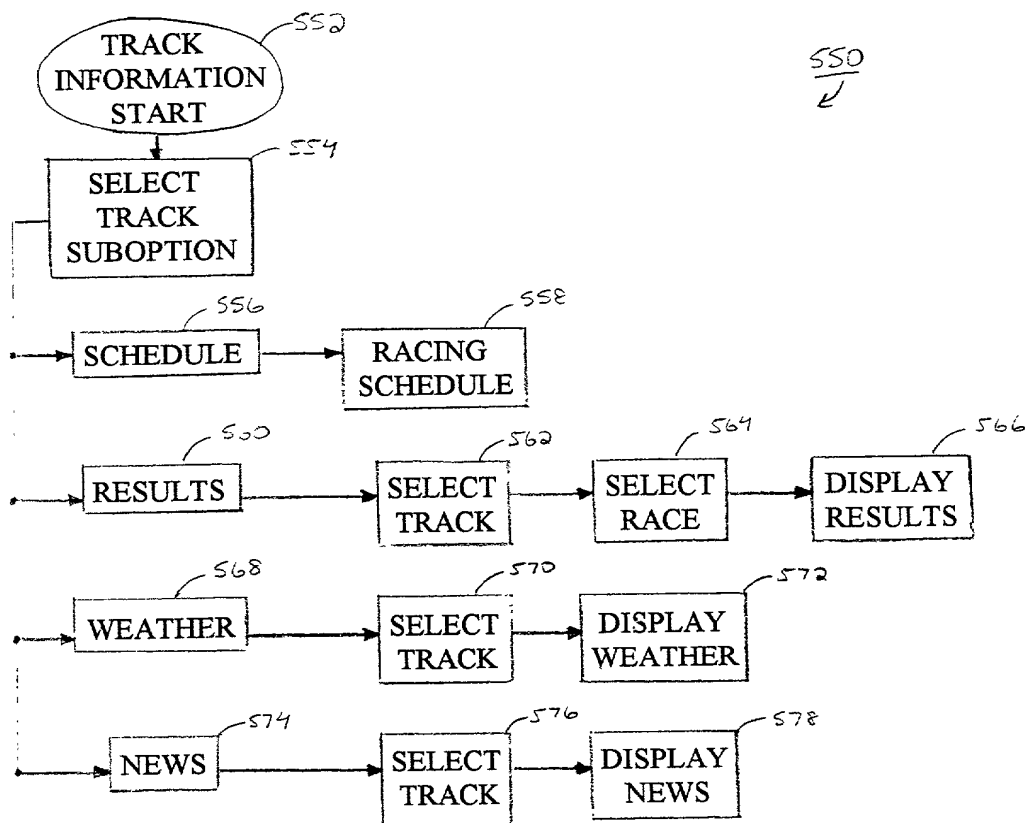 552
TRACK
INFORMATION
START
550
554
SELECT
TRACK
SUBOPTION
556
SCHEDULE
558
RACING
SCHEDULE
500
RESULTS
562
SELECT
TRACK
564
SELECT
RACE
566
DISPLAY
RESULTS
568
WEATHER
570
SELECT
TRACK
572
DISPLAY
WEATHER
574
NEWS
576
SELECT
TRACK
578
DISPLAY
NEWS